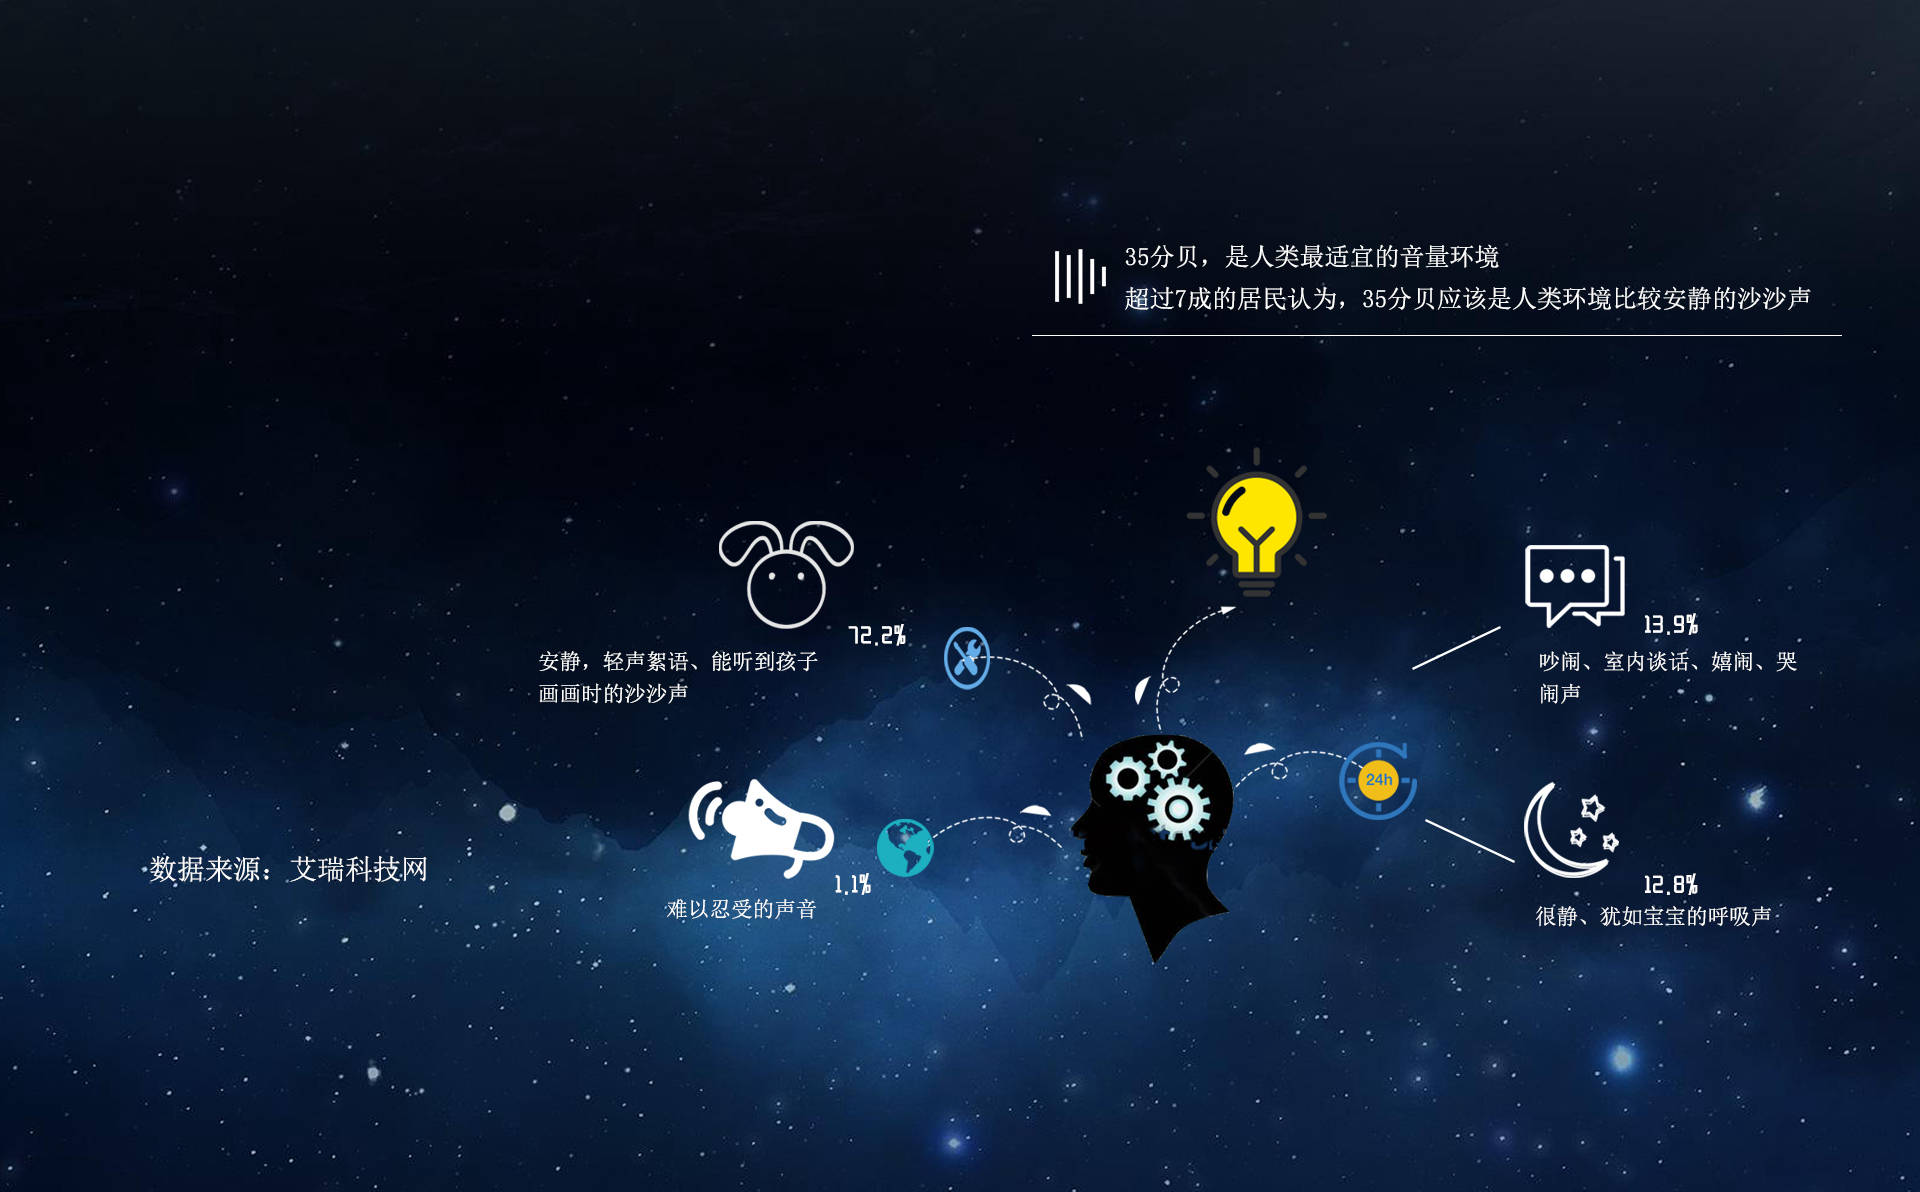 35分贝，是人类最适宜的音量环境
超过7成的居民认为，35分贝应该是人类环境比较安静的沙沙声
72.2%
安静，轻声絮语、能听到孩子
画画时的沙沙声
13.9%
吵闹、室内谈话、嬉闹、哭
闹声
24h
数据来源：艾瑞科技网
1.1%
难以忍受的声音
12.8%
很静、犹如宝宝的呼吸声